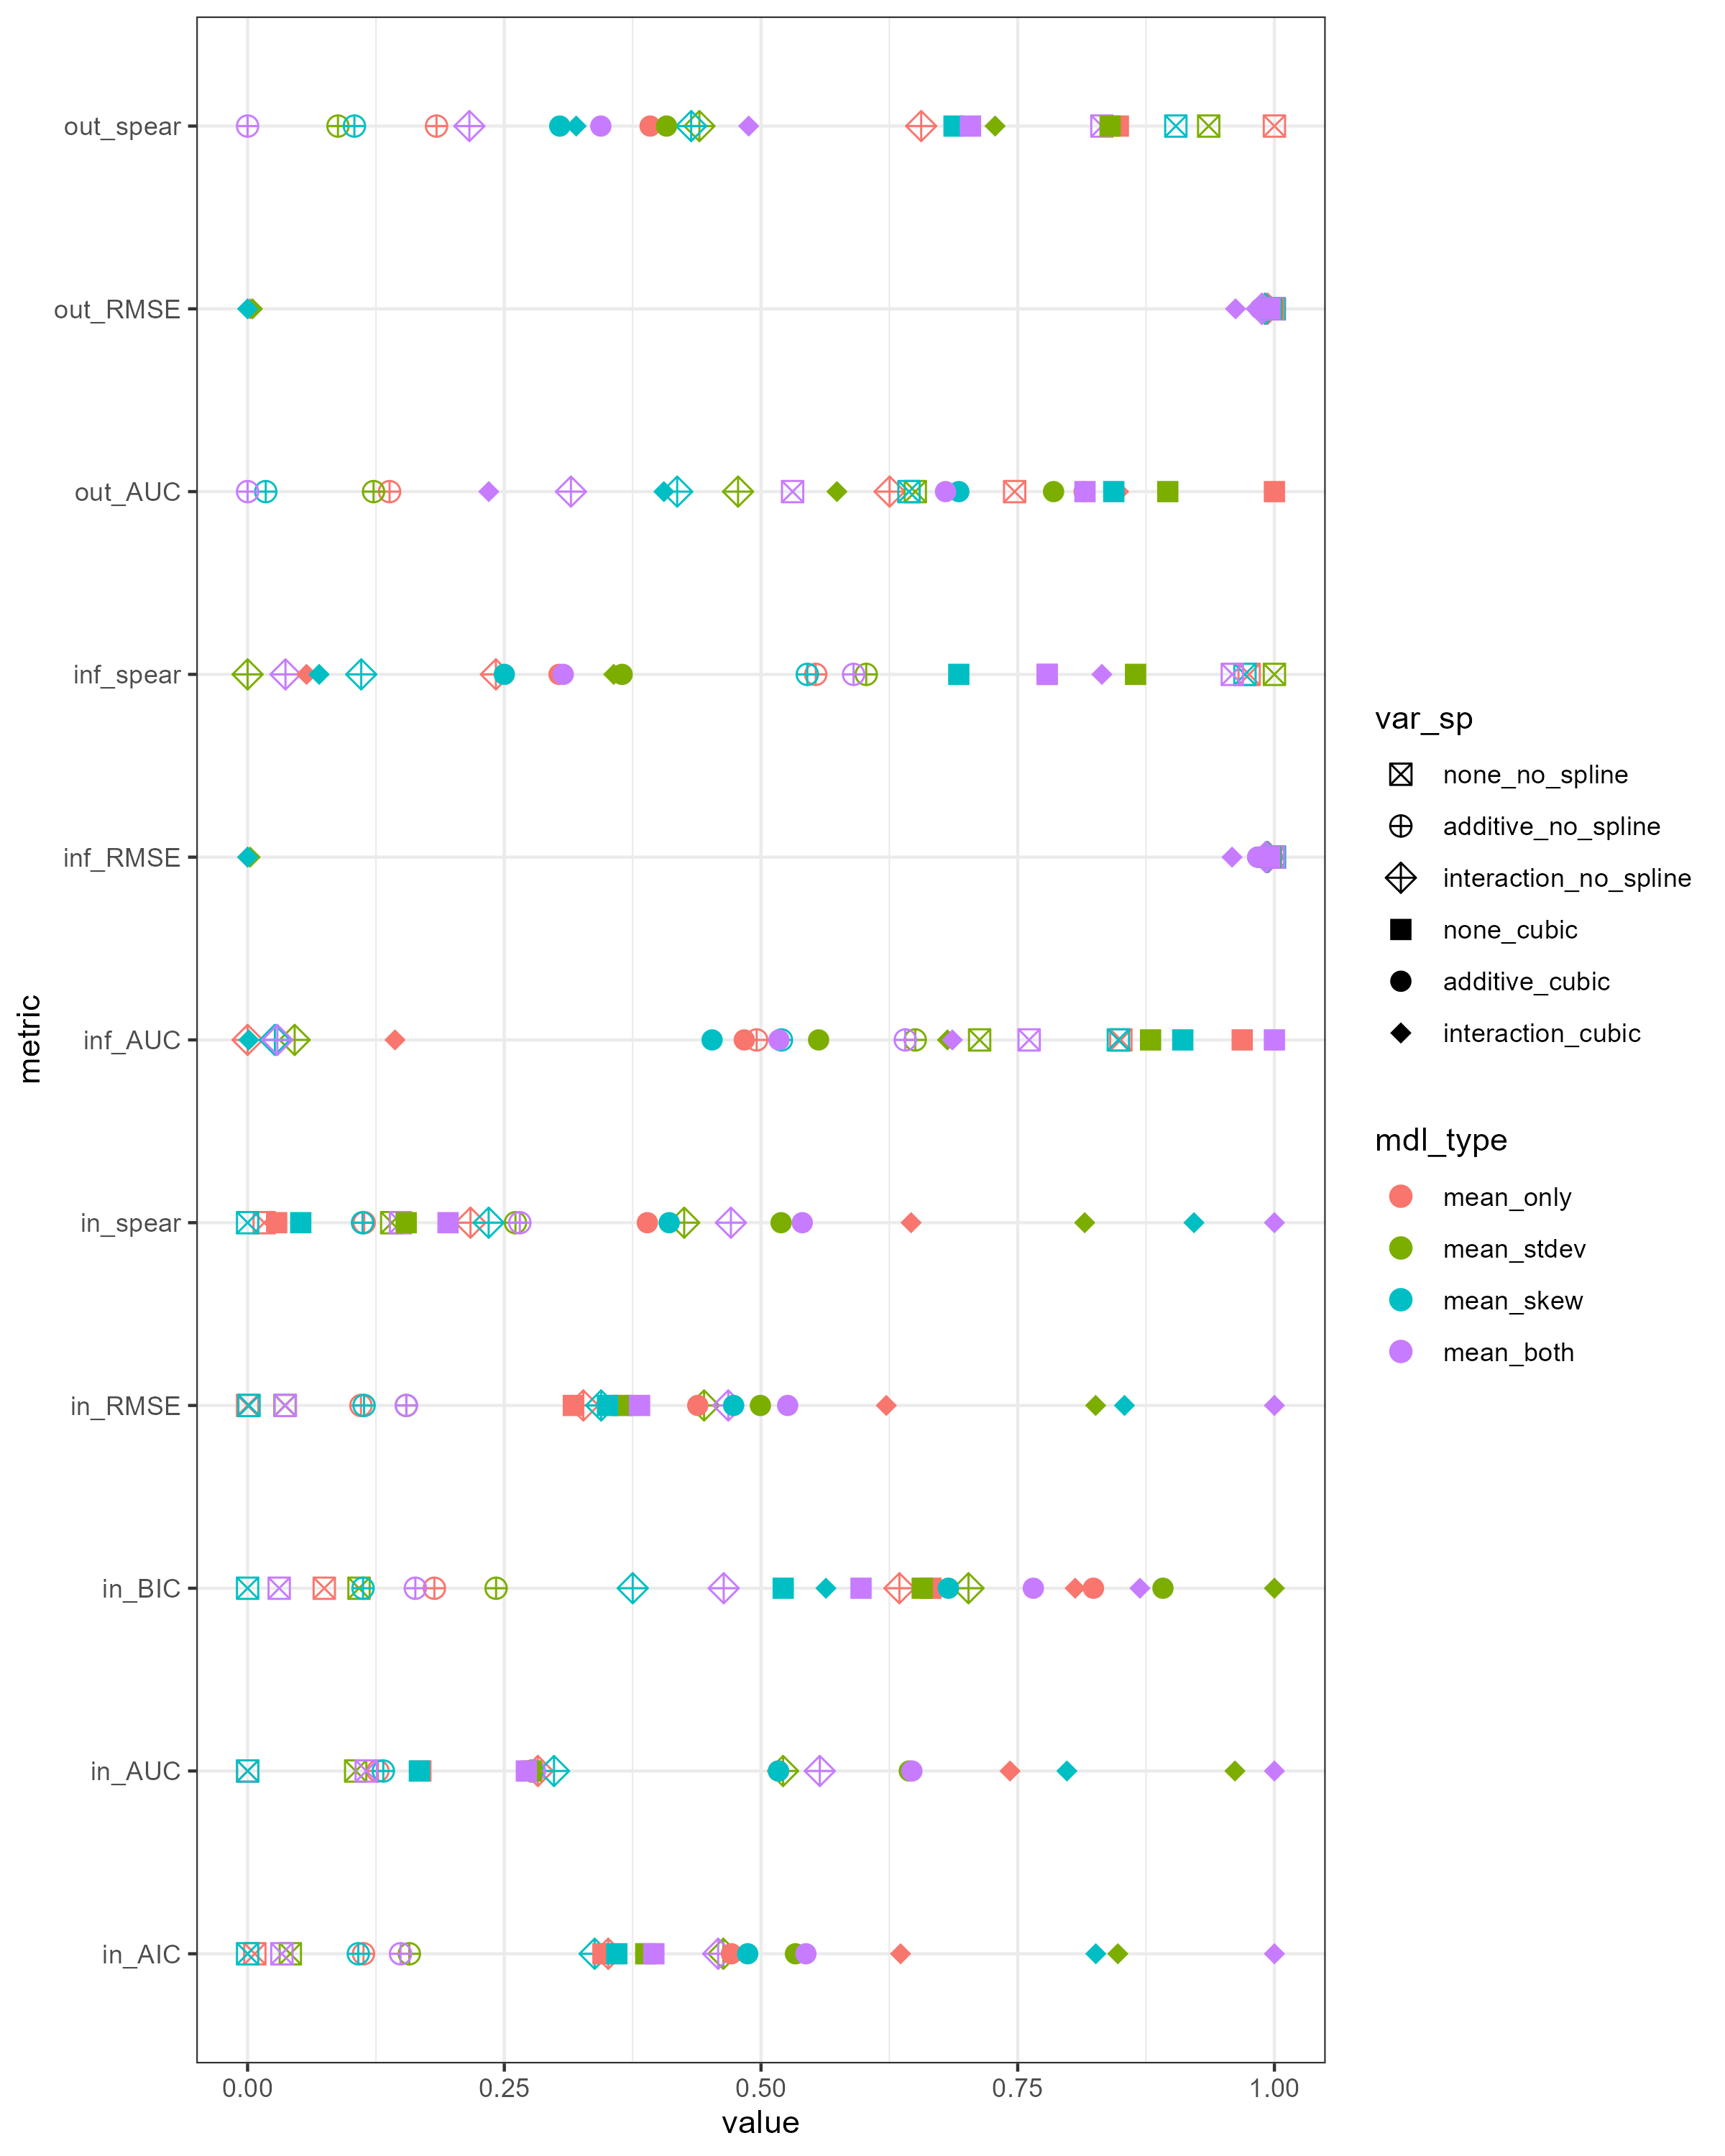 out_spear
out_RMSE
out_AUC
inf_spear
inf_RMSE
inf_AUC
in_spear
in_RMSE
in_BIC
in_AUC
in_AIC
metric
0.00 0.25 0.50 0.75 1.00
value
var_sp
none_no_spline
additive_no_spline
interaction_no_spline
none_cubic
additive_cubic
interaction_cubic
mdl_type
mean_only
mean_stdev
mean_skew
mean_both